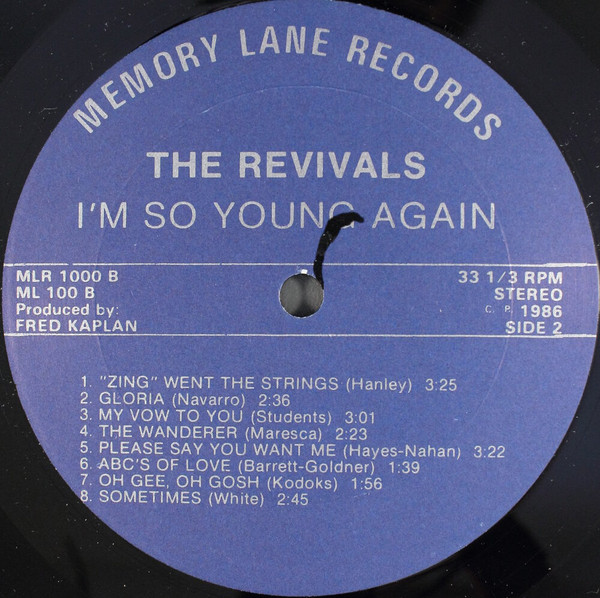 MEMORY LANE RECORDS
THE REVIVALS
I'M SO YOUNG AGAIN
MLR 1000 B
ML 100 B
Produced by:
FRED KAPLAN
33 1/3 RPM
STEREO
C. P. 1986
SIDE 2
1. "ZING" WENT THE STRINGS (Hanley) 3:25
2. GLORIA (Navarro) 2:36
3. MY VOW TO YOU (Students) 3:01
4. THE WANDERER (Maresca) 2:23
5. PLEASE SAY YOU WANT ME (Hayes-Nahan) 3:22
6. ABC'S OF LOVE (Barrett-Goldner) 1:39
7. OH GEE, OH GOSH (Kodoks) 1:56
8. SOMETIMES (White) 2:45